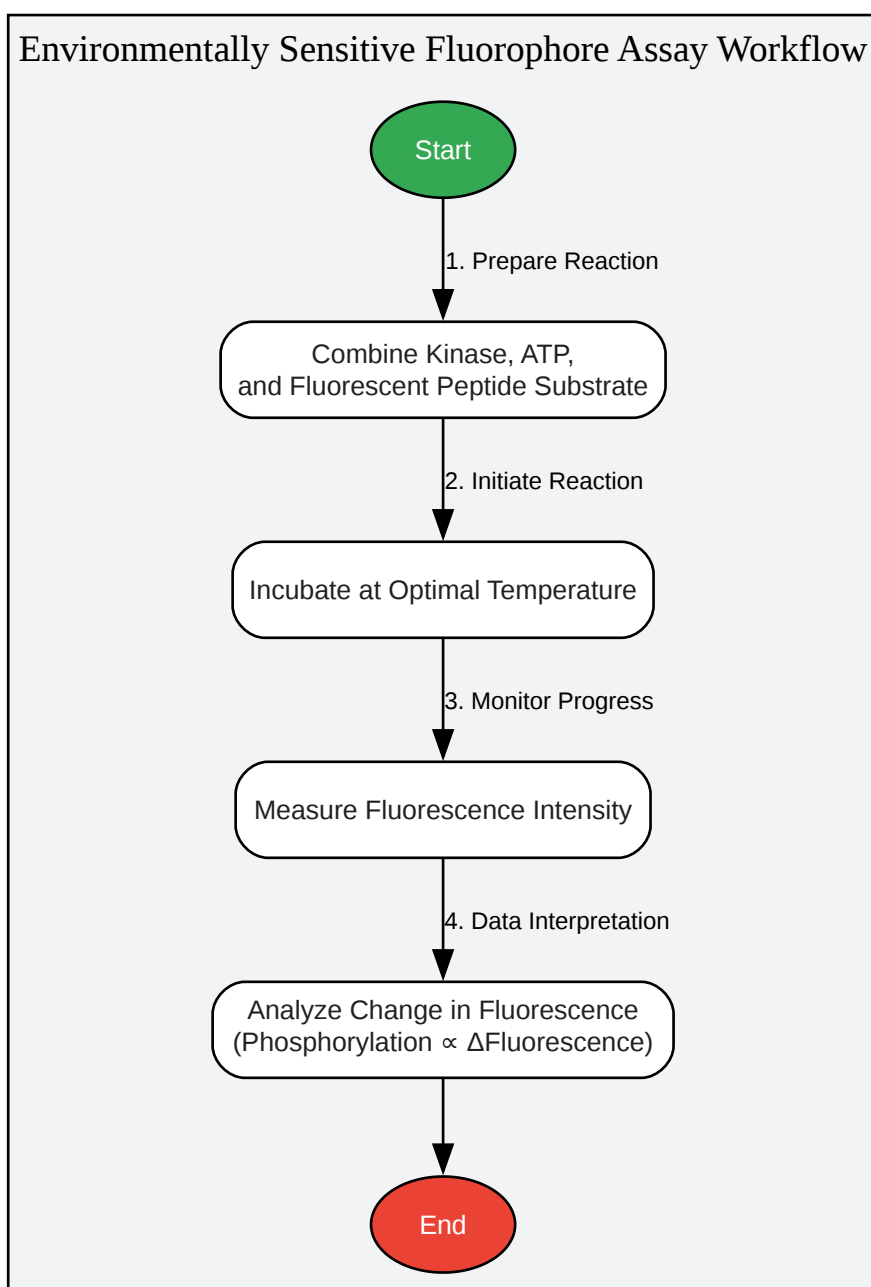 Environmentally Sensitive Fluorophore Assay Workflow
Start
1. Prepare Reaction
Combine Kinase, ATP,
and Fluorescent Peptide Substrate
2. Initiate Reaction
Incubate at Optimal Temperature
3. Monitor Progress
Measure Fluorescence Intensity
4. Data Interpretation
Analyze Change in Fluorescence
(Phosphorylation ∝ ΔFluorescence)
End